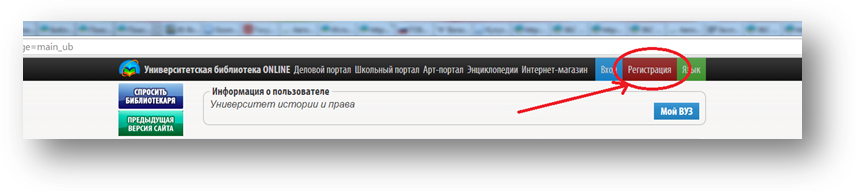 ge=main_ub
Университетская библиотека ONLINE Деловой портал Школьный портал Арт-портал Энциклопедии Интернет-магазин Вход Регистрация Язык
СПРОСИТЬ
БИБЛИОТЕКАРЯ
ПРЕДЫДУЩАЯ
ВЕРСИЯ САЙТА
Информация о пользователе
Университет истории и права
Мой ВУЗ